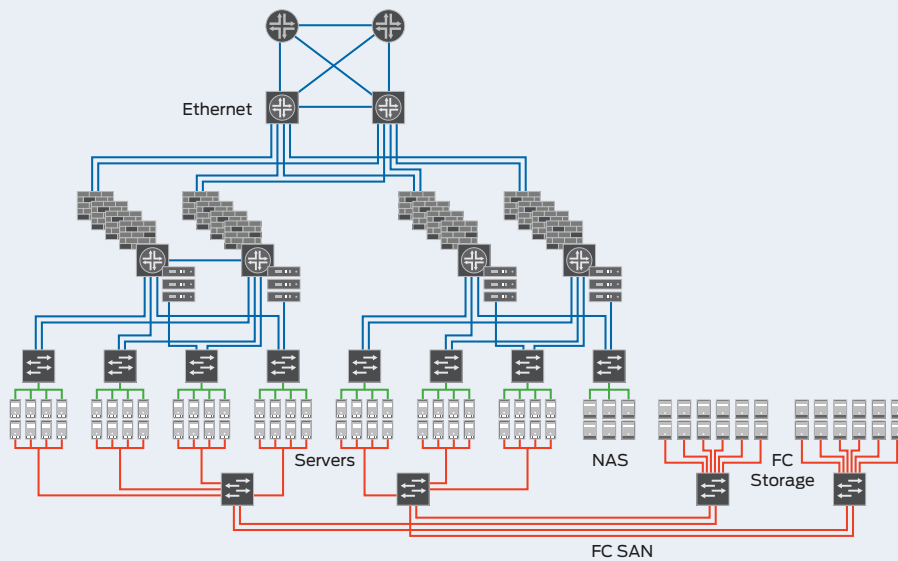 Ethernet
Servers
NAS
FC
Storage
FC SAN